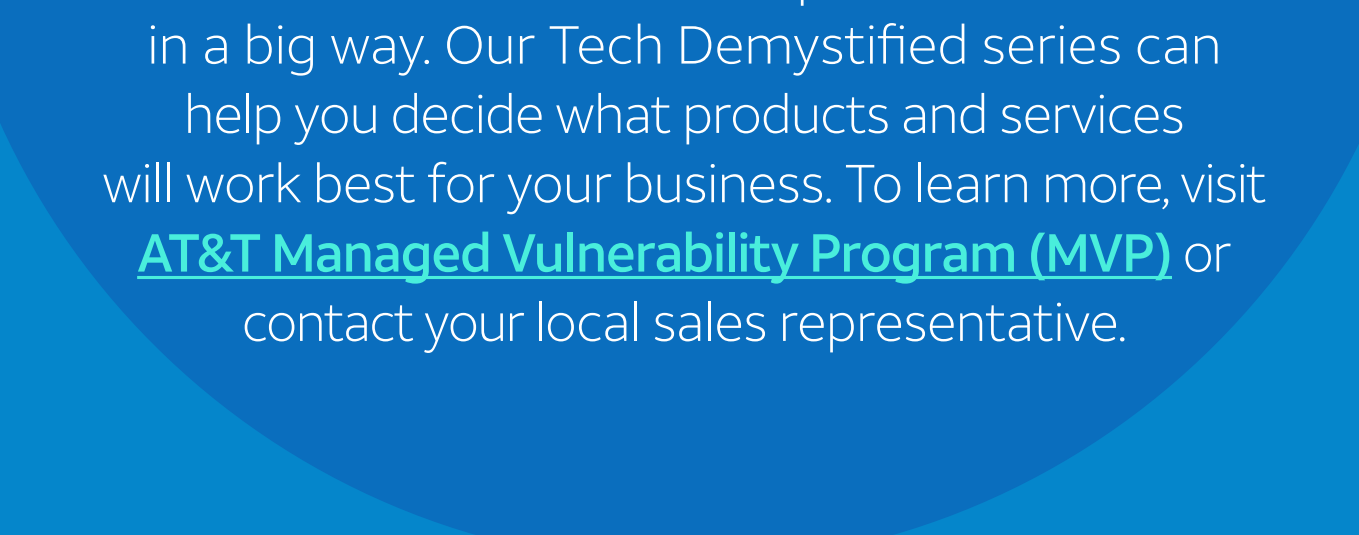 in a big way. Our Tech Demystified series can
help you decide what products and services
will work best for your business. To learn more, visit
AT&T Managed Vulnerability Program (MVP) or
contact your local sales representative.